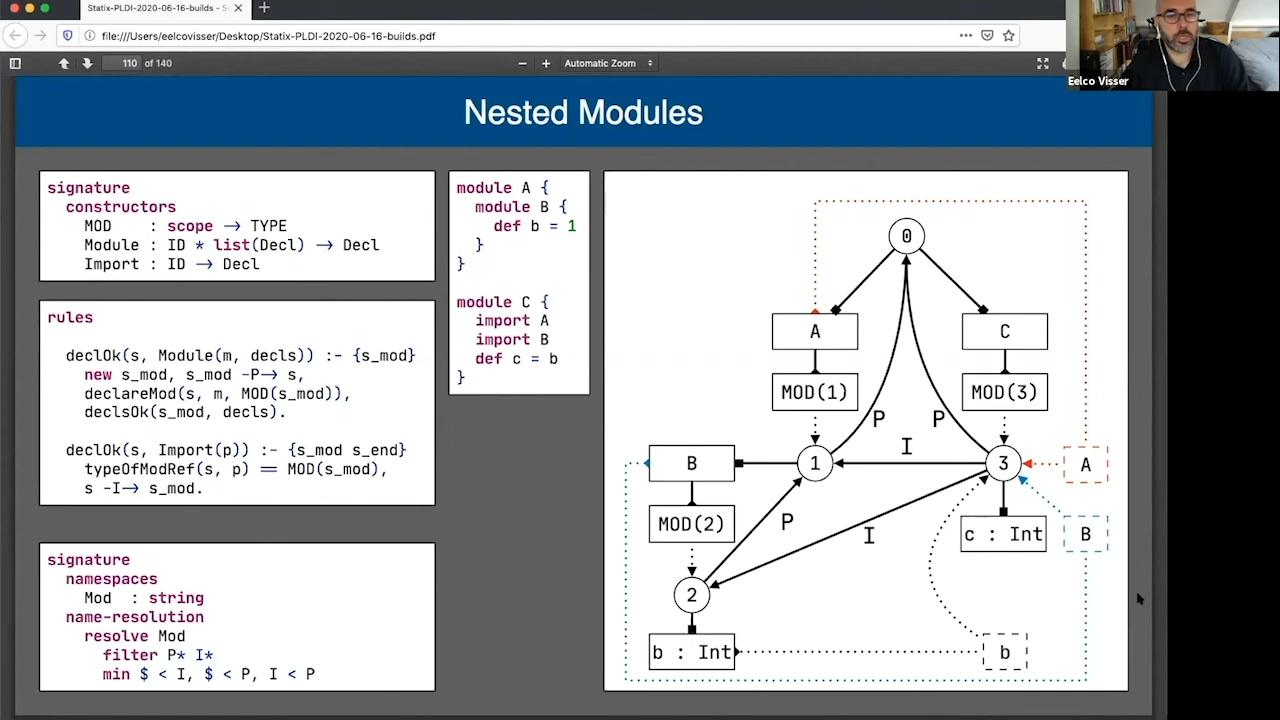 Statix-PLDI-2020-06-16-builds - S
file:///Users/eelcovisser/Desktop/Statix-PLDI-2020-06-16-builds.pdf
110 of 140
Automatic Zoom
Eelco Visser
Nested Modules
signature
constructors
MOD : scope → TYPE
Module : ID * list(Decl) → Decl
Import : ID → Decl
rules
declOk(s, Module(m, decls)) :- {s_mod}
new s_mod, s_mod -P→ s,
declareMod(s, m, MOD(s_mod)),
declsOk(s_mod, decls).
declOk(s, Import(p)) :- {s_mod s_end}
typeOfModRef(s, p) == MOD(s_mod),
s -I→ s_mod.
signature
namespaces
Mod : string
name-resolution
resolve Mod
filter P* I*
min $ < I, $ < P, I < P
module A {
module B {
def b = 1
}
}
module C {
import A
import B
def c = b
}
0
A
C
MOD(1)
MOD(3)
P
P
I
B
1
3
A
MOD(2)
P
I
c : Int
B
2
b : Int
b